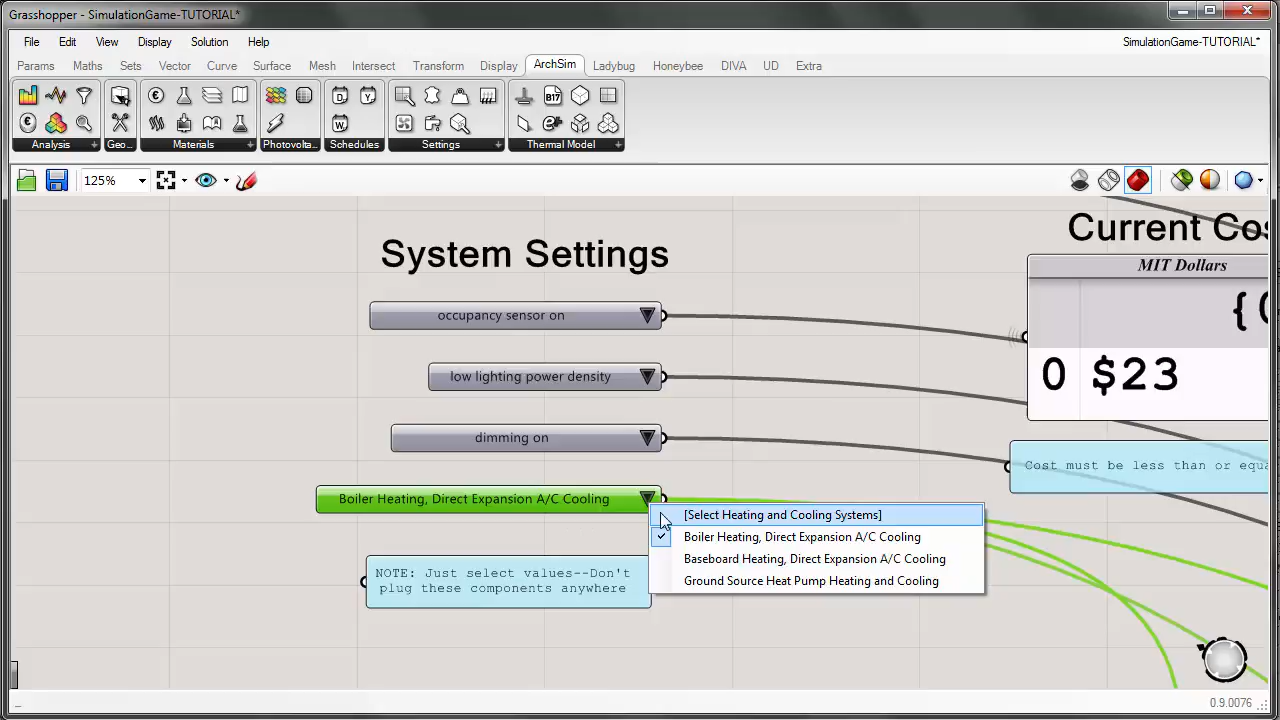 Grasshopper - SimulationGame-TUTORIAL*
File Edit View Display Solution Help
SimulationGame-TUTORIAL*
Params Maths Sets Vector Curve Surface Mesh Intersect Transform Display ArchSim Ladybug Honeybee DIVA UD Extra
Analysis Geo... Materials Photovolta... Schedules Settings Thermal Model
125%
System Settings
Current Cos
MIT Dollars
occupancy sensor on
{0
low lighting power density
0 $23
dimming on
Cost must be less than or equa
Boiler Heating, Direct Expansion A/C Cooling
[Select Heating and Cooling Systems]
Boiler Heating, Direct Expansion A/C Cooling
Baseboard Heating, Direct Expansion A/C Cooling
Ground Source Heat Pump Heating and Cooling
NOTE: Just select values--Don't
plug these components anywhere
0.9.0076